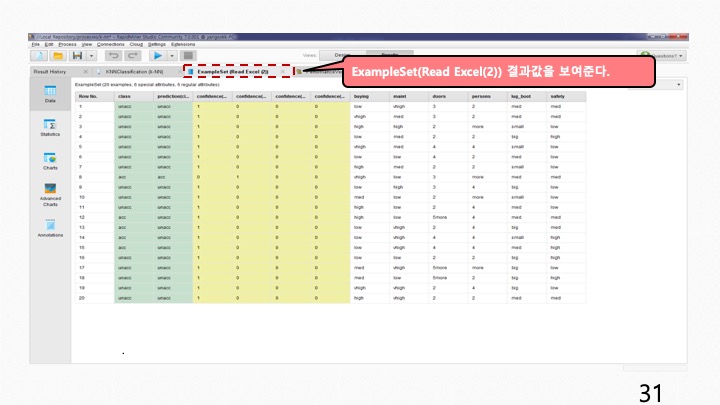 //Local Repository/processes/k-nn* – RapidMiner Studio Community 7.3.001 @ yangsukk-PC
File Edit Process View Connections Cloud Settings Extensions
Views: Questions?
Result History KNNClassification (k-NN) ExampleSet (Read Excel (2))
ExampleSet(Read Excel(2)) 결과값을 보여준다.
ExampleSet (20 examples, 6 special attributes, 6 regular attributes)
Data
Statistics
Charts
Advanced
Charts
Annotations
Row No. class prediction(cl... confidence(... confidence(... confidence(... confidence(... buying maint doors persons lug_boot safety
1 unacc unacc 1 0 0 0 low vhigh 3 2 med med
2 unacc unacc 1 0 0 0 vhigh med 3 2 med med
3 unacc unacc 1 0 0 0 high high 2 more small low
4 unacc unacc 1 0 0 0 low med 2 2 big high
5 unacc unacc 1 0 0 0 vhigh med 4 4 small low
6 unacc unacc 1 0 0 0 low low 4 2 med low
7 unacc unacc 1 0 0 0 high med 2 2 small low
8 acc acc 0 1 0 0 vhigh low 3 more med med
9 unacc unacc 1 0 0 0 low high 3 4 big low
10 unacc unacc 1 0 0 0 med low 2 more small low
11 unacc unacc 1 0 0 0 high low 2 4 med low
12 acc unacc 1 0 0 0 high low 5more 4 med med
13 acc unacc 1 0 0 0 low vhigh 2 4 big med
14 acc unacc 1 0 0 0 low vhigh 4 4 small high
15 acc unacc 1 0 0 0 low vhigh 4 4 med high
16 unacc unacc 1 0 0 0 low low 2 2 big high
17 unacc unacc 1 0 0 0 med vhigh 5more more big low
18 unacc unacc 1 0 0 0 med low 5more 2 big low
19 unacc unacc 1 0 0 0 vhigh vhigh 2 4 big low
20 unacc unacc 1 0 0 0 high vhigh 2 2 med med
31